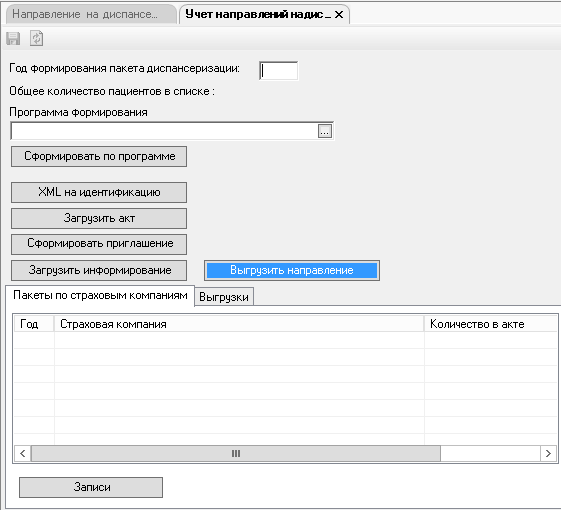 Направление на диспансе...
Учет направлений надис ...
Год формирования пакета диспансеризации:
Общее количество пациентов в списке :
Программа формирования
...
Сформировать по программе
XML на идентификацию
Загрузить акт
Сформировать приглашение
Загрузить информирование
Выгрузить направление
Пакеты по страховым компаниям
Выгрузки
Год
Страховая компания
Количество в акте
Записи